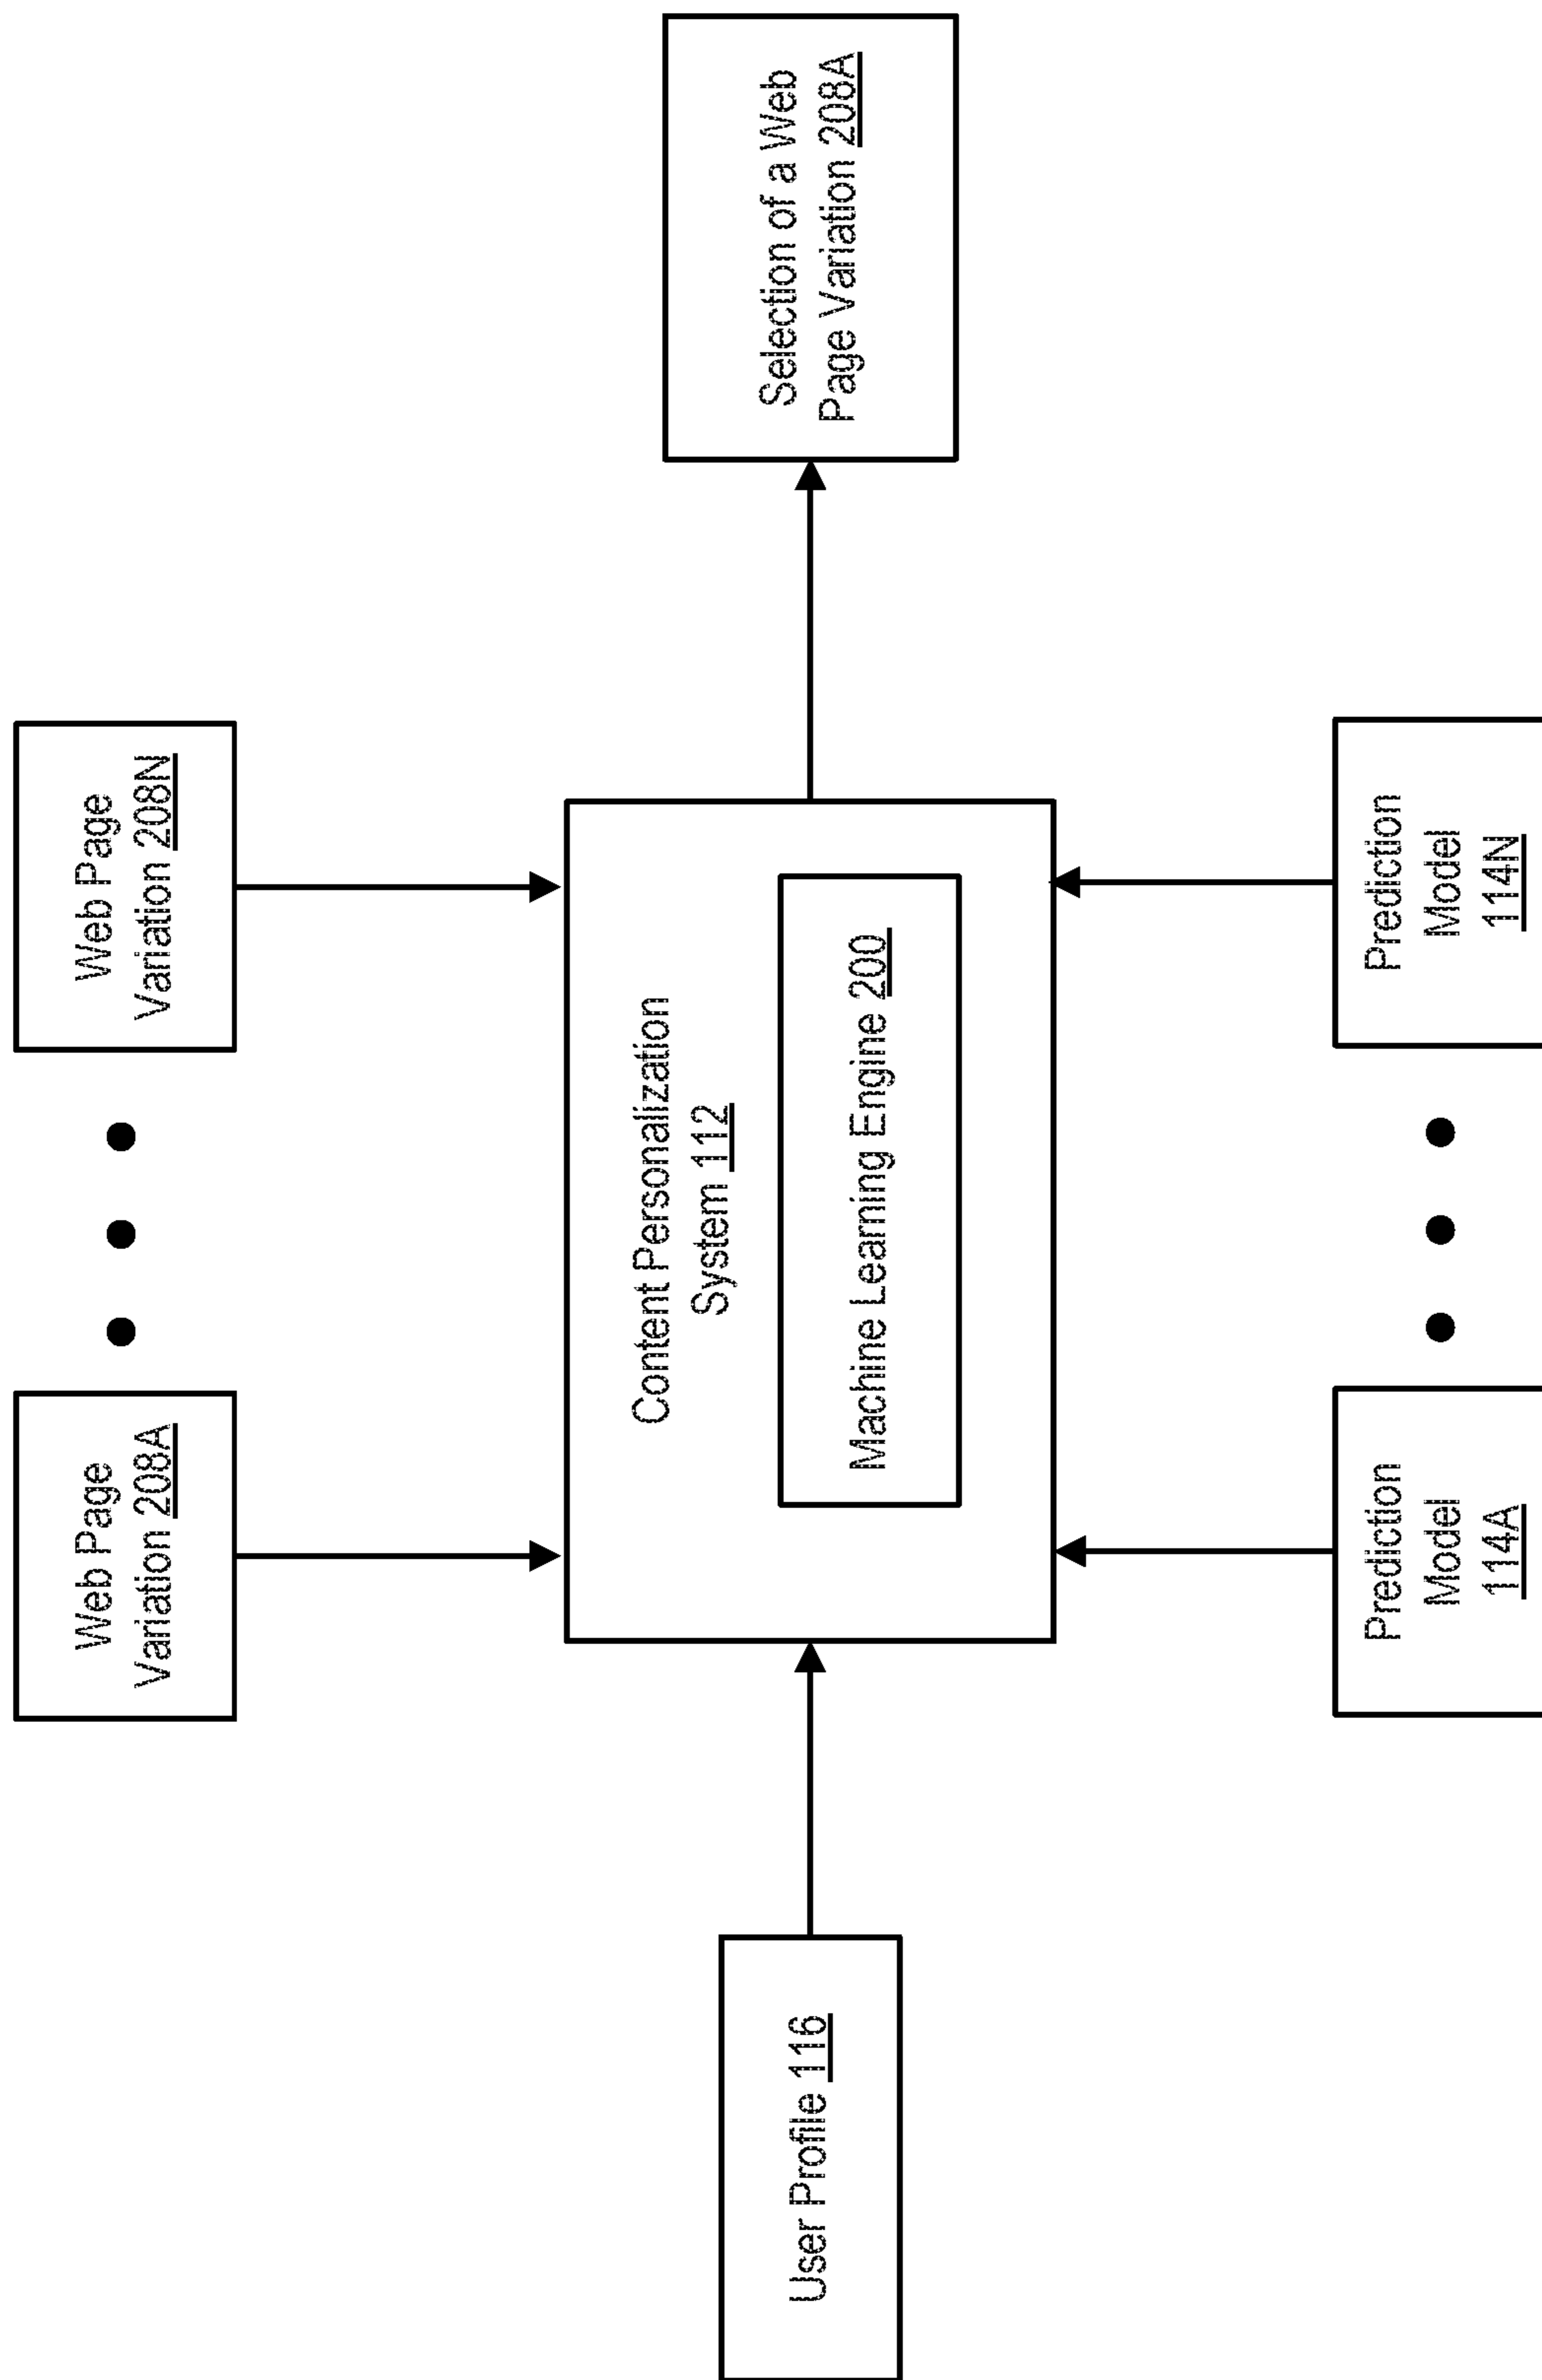 Web Page
Variation 208A
Web Page
Variation 208N
User Profile 116
Content Personalization
System 112
Machine Learning Engine 200
Selection of a Web
Page Variation 208A
Prediction
Model
114A
Prediction
Model
114N